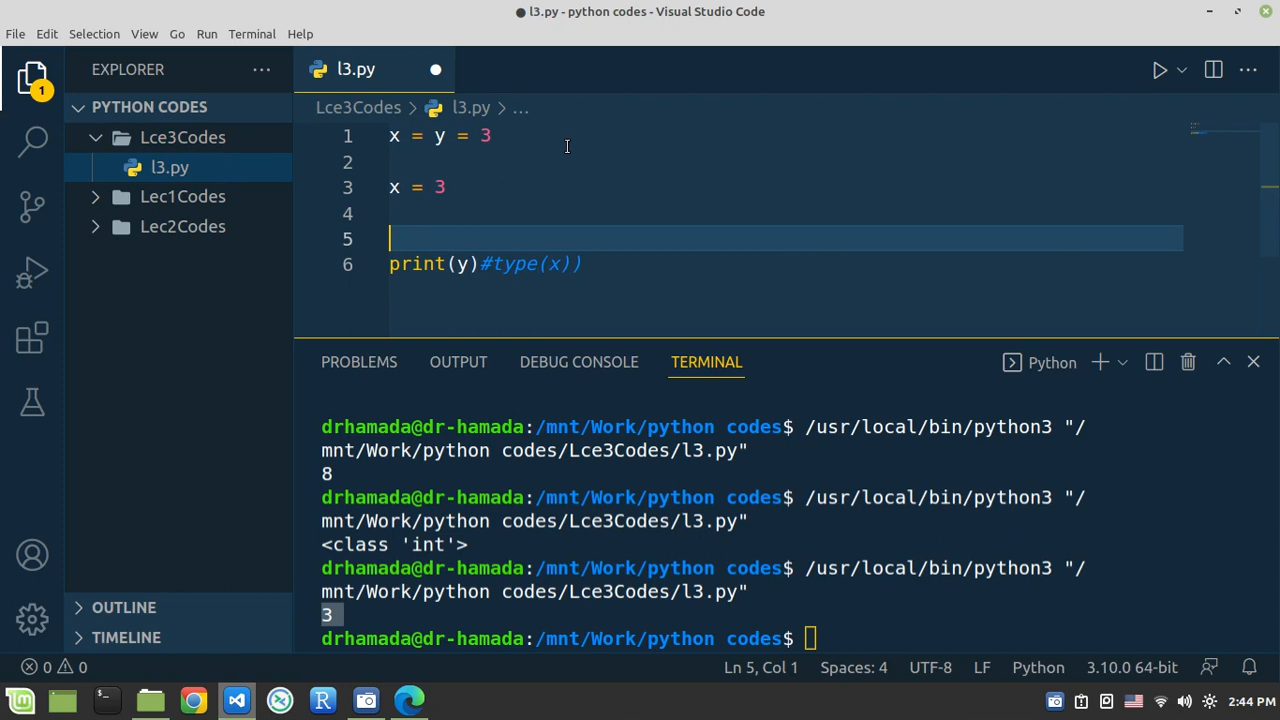 ● l3.py - python codes - Visual Studio Code
File Edit Selection View Go Run Terminal Help
EXPLORER ...
l3.py ●
PYTHON CODES
Lce3Codes
l3.py
Lec1Codes
Lec2Codes
OUTLINE
TIMELINE
1
Lce3Codes > l3.py > ...
1 x = y = 3
2
3 x = 3
4
5
6 print(y)#type(x))
PROBLEMS OUTPUT DEBUG CONSOLE TERMINAL
Python
drhamada@dr-hamada:/mnt/Work/python codes$ /usr/local/bin/python3 "/
mnt/Work/python codes/Lce3Codes/l3.py"
8
drhamada@dr-hamada:/mnt/Work/python codes$ /usr/local/bin/python3 "/
mnt/Work/python codes/Lce3Codes/l3.py"
<class 'int'>
drhamada@dr-hamada:/mnt/Work/python codes$ /usr/local/bin/python3 "/
mnt/Work/python codes/Lce3Codes/l3.py"
3
drhamada@dr-hamada:/mnt/Work/python codes$
0 0 Ln 5, Col 1 Spaces: 4 UTF-8 LF Python 3.10.0 64-bit
R
2:44 PM